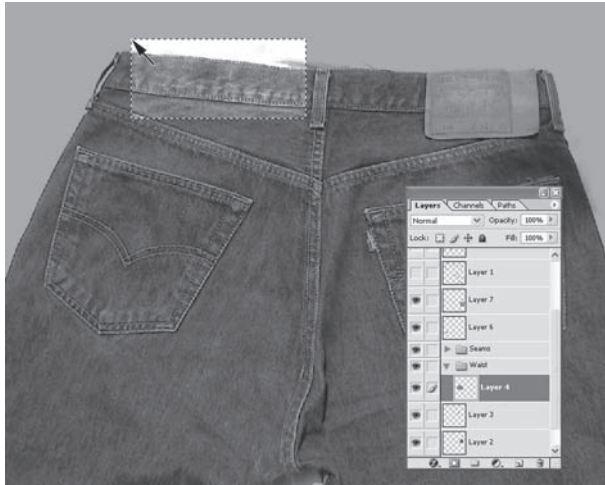 Layers Channels Paths
Normal Opacity: 100%
Lock: Fill: 100%
Layer 1
Layer 7
Layer 6
Seams
Waist
Layer 4
Layer 3
Layer 2